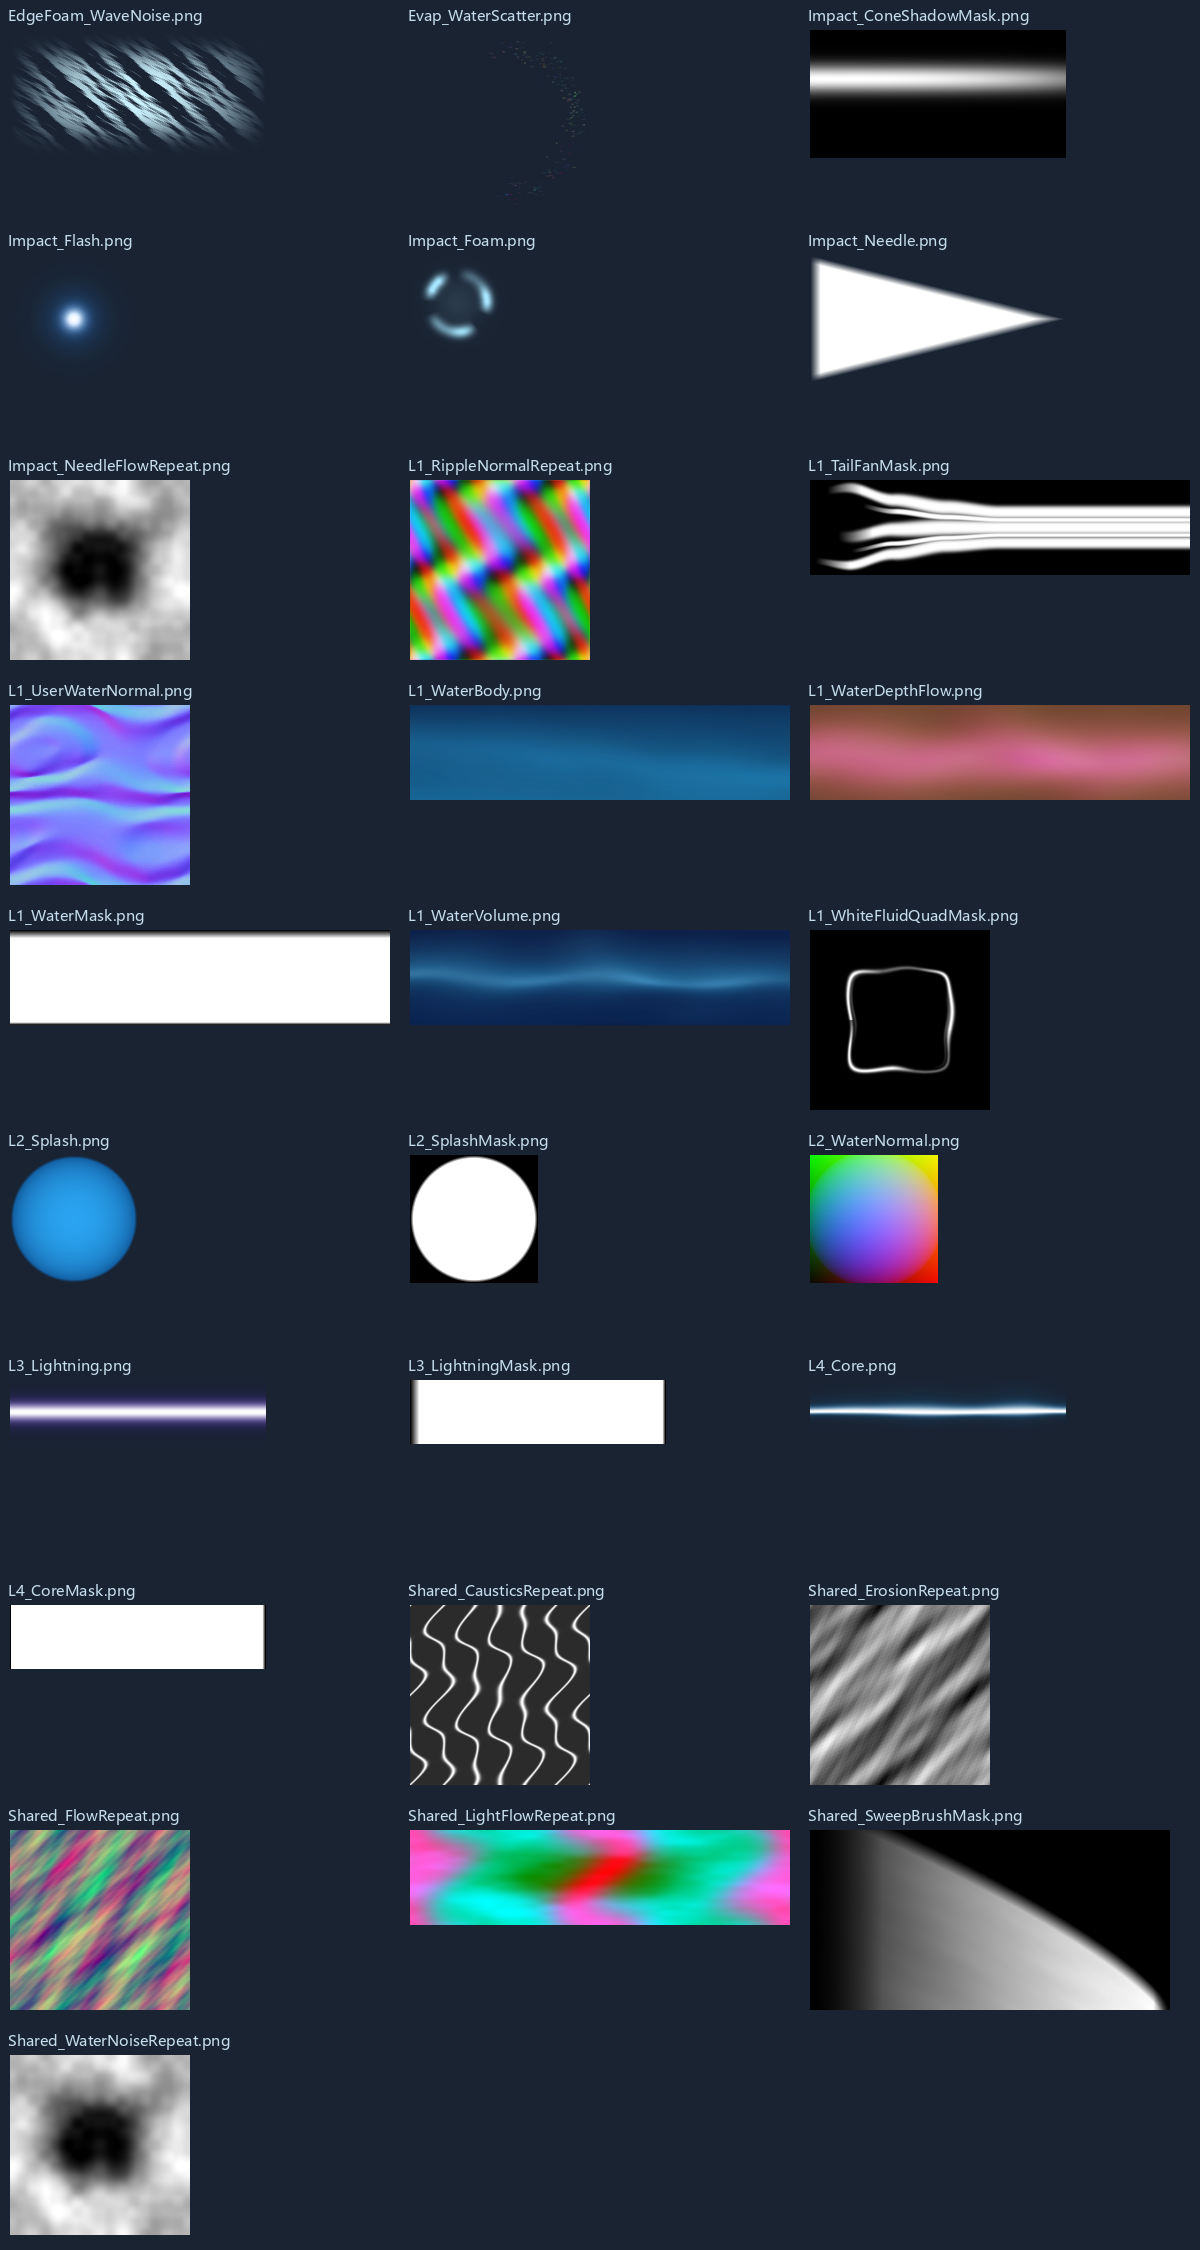 EdgeFoam_WaveNoise.png
Evap_WaterScatter.png
Impact_ConeShadowMask.png
Impact_Flash.png
Impact_Foam.png
Impact_Needle.png
Impact_NeedleFlowRepeat.png
L1_RippleNormalRepeat.png
L1_TailFanMask.png
L1_UserWaterNormal.png
L1_WaterBody.png
L1_WaterDepthFlow.png
L1_WaterMask.png
L1_WaterVolume.png
L1_WhiteFluidQuadMask.png
L2_Splash.png
L2_SplashMask.png
L2_WaterNormal.png
L3_Lightning.png
L3_LightningMask.png
L4_Core.png
L4_CoreMask.png
Shared_CausticsRepeat.png
Shared_ErosionRepeat.png
Shared_FlowRepeat.png
Shared_LightFlowRepeat.png
Shared_SweepBrushMask.png
Shared_WaterNoiseRepeat.png